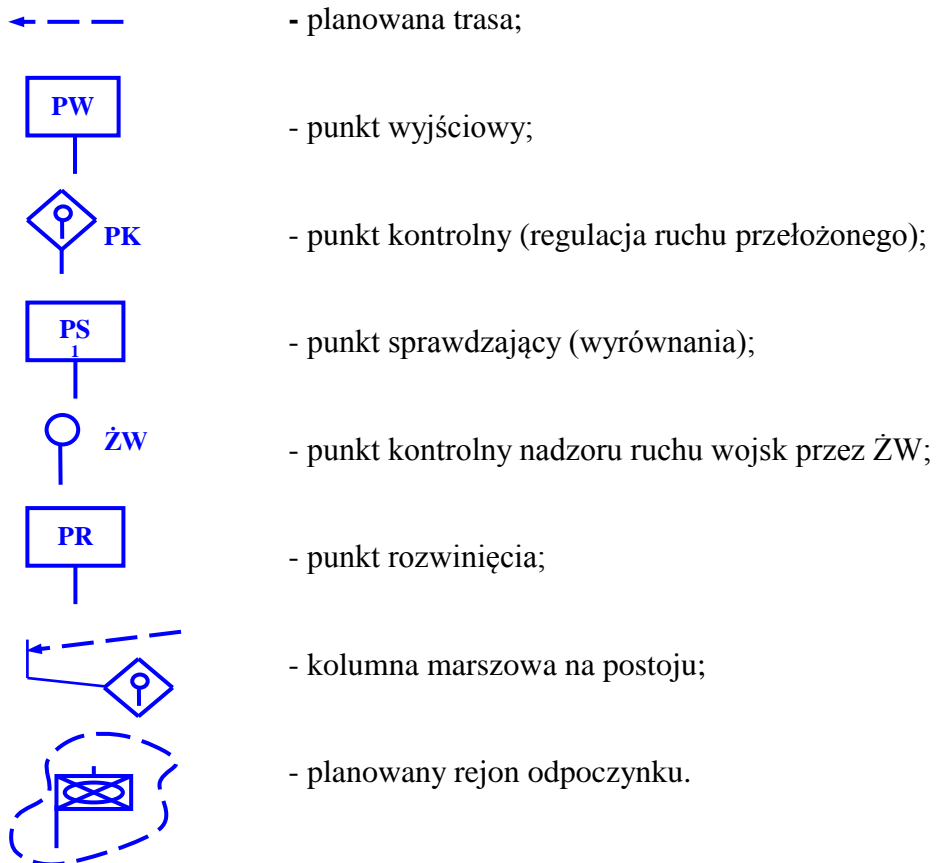 - planowana trasa;
PW
- punkt wyjściowy;
PK
- punkt kontrolny (regulacja ruchu przełożonego);
PS
1
- punkt sprawdzający (wyrównania);
ŻW
- punkt kontrolny nadzoru ruchu wojsk przez ŻW;
PR
- punkt rozwinięcia;
- kolumna marszowa na postoju;
- planowany rejon odpoczynku.